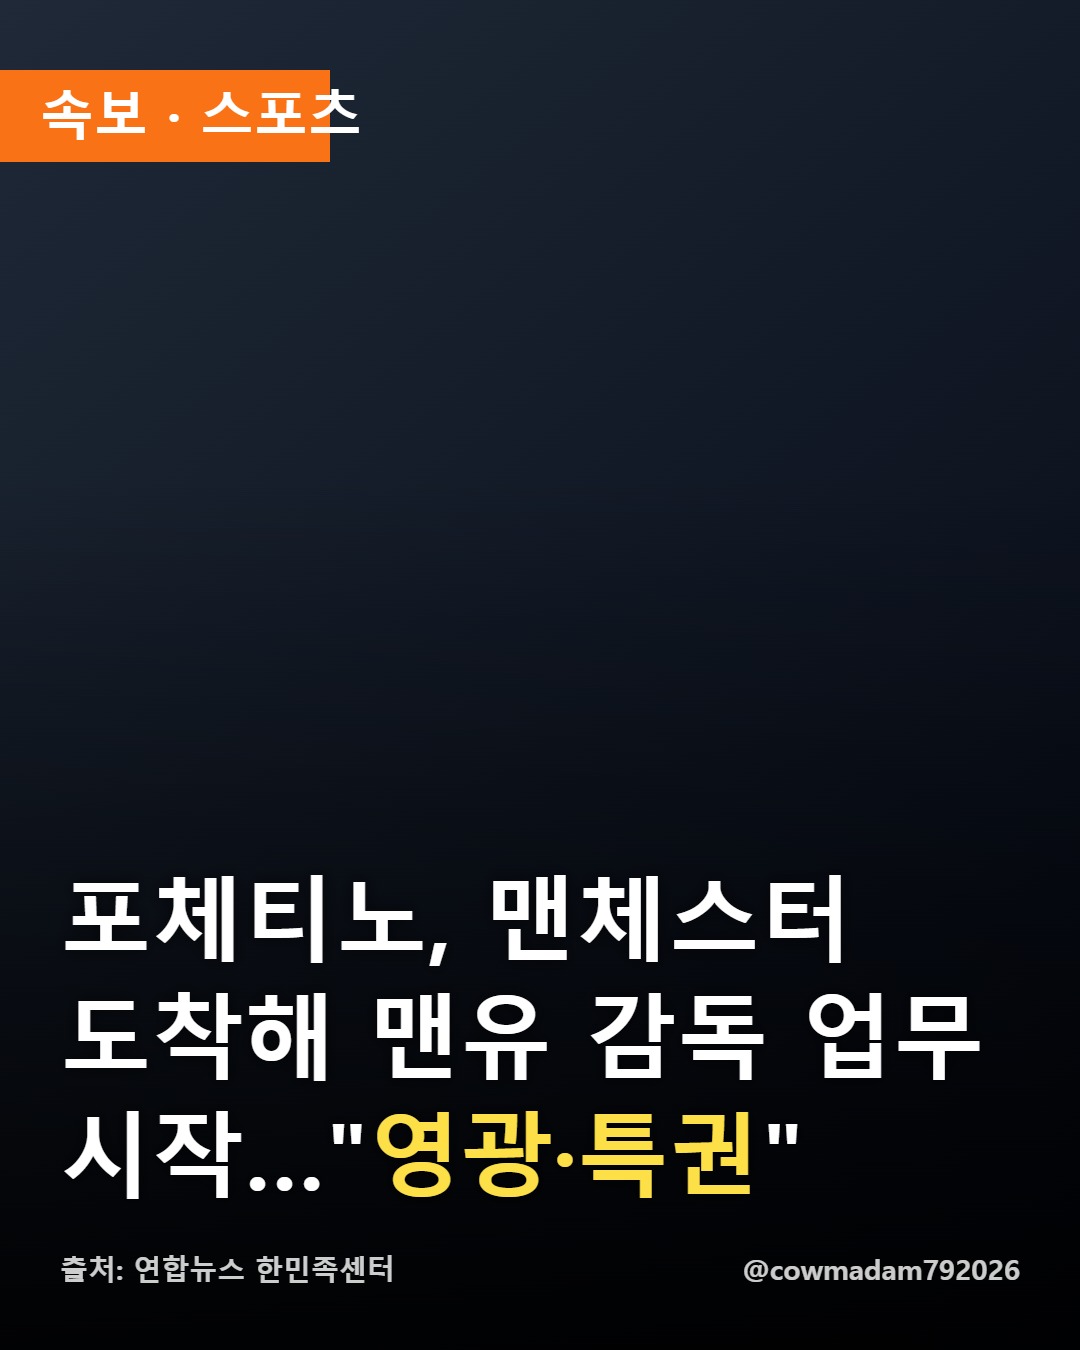 속보 · 스포츠
포체티노, 맨체스터
도착해 맨유 감독 업무
시작..."영광·특권"
출처: 연합뉴스 한민족센터
@cowmadam792026